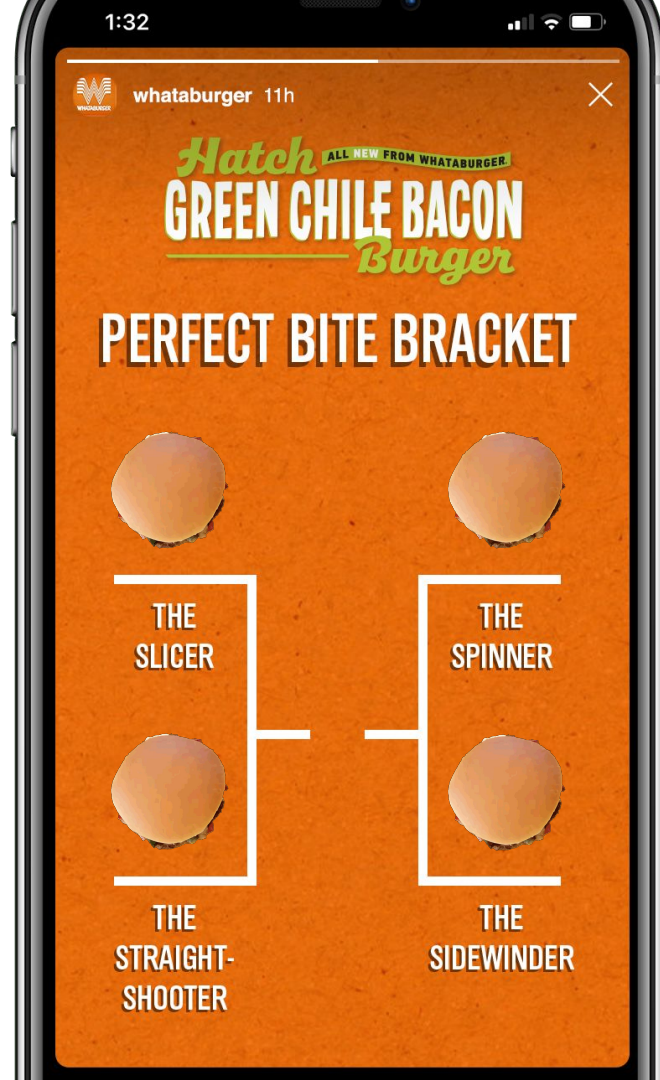 1:32
whataburger 11h
WHATABURGER
Hatch ALL NEW FROM WHATABURGER.
GREEN CHILE BACON
Burger
PERFECT BITE BRACKET
THE
SLICER
THE
SPINNER
THE
STRAIGHT-
SHOOTER
THE
SIDEWINDER